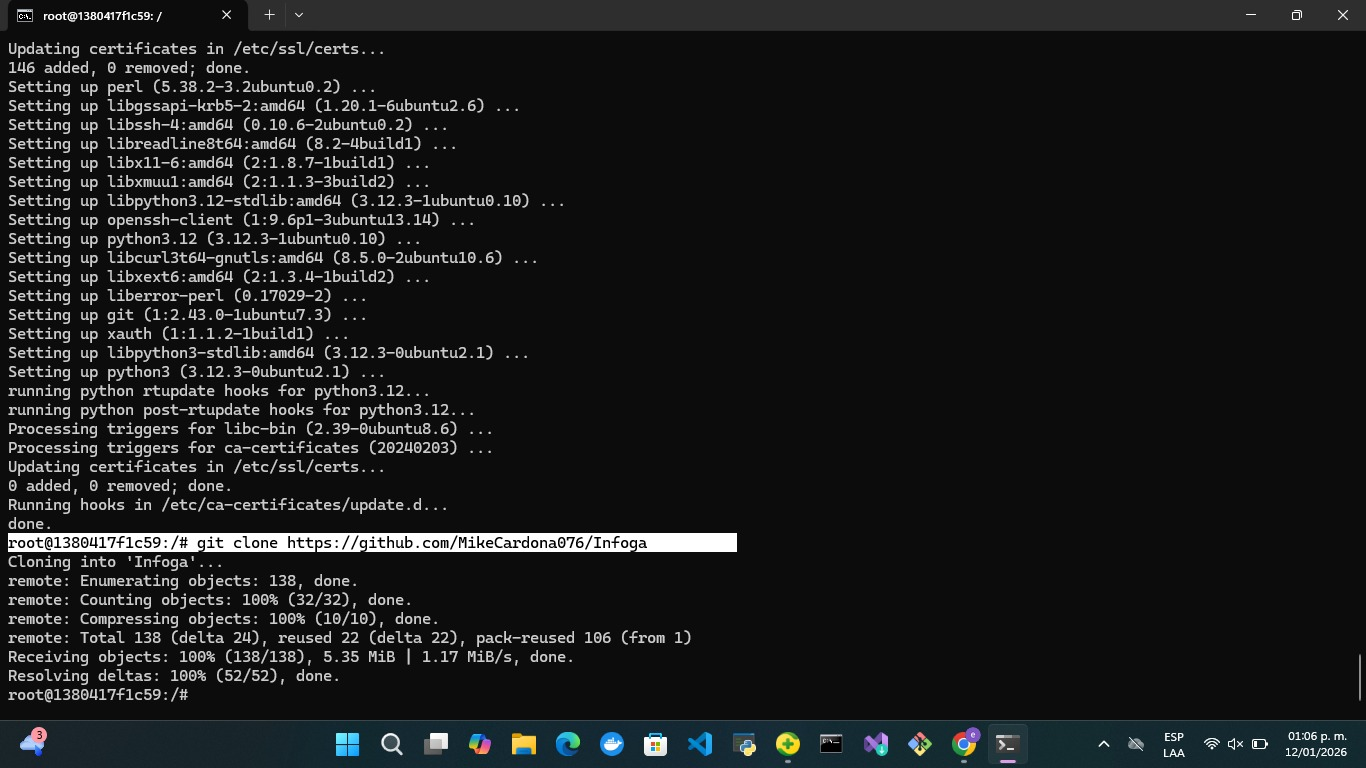 root@1380417f1c59: /
Updating certificates in /etc/ssl/certs...
146 added, 0 removed; done.
Setting up perl (5.38.2-3.2ubuntu0.2) ...
Setting up libgssapi-krb5-2:amd64 (1.20.1-6ubuntu2.6) ...
Setting up libssh-4:amd64 (0.10.6-2ubuntu0.2) ...
Setting up libreadline8t64:amd64 (8.2-4build1) ...
Setting up libx11-6:amd64 (2:1.8.7-1build1) ...
Setting up libxmuu1:amd64 (2:1.1.3-3build2) ...
Setting up libpython3.12-stdlib:amd64 (3.12.3-1ubuntu0.10) ...
Setting up openssh-client (1:9.6p1-3ubuntu13.14) ...
Setting up python3.12 (3.12.3-1ubuntu0.10) ...
Setting up libcurl3t64-gnutls:amd64 (8.5.0-2ubuntu10.6) ...
Setting up libxext6:amd64 (2:1.3.4-1build2) ...
Setting up liberror-perl (0.17029-2) ...
Setting up git (1:2.43.0-1ubuntu7.3) ...
Setting up xauth (1:1.1.2-1build1) ...
Setting up libpython3-stdlib:amd64 (3.12.3-0ubuntu2.1) ...
Setting up python3 (3.12.3-0ubuntu2.1) ...
running python rtupdate hooks for python3.12...
running python post-rtupdate hooks for python3.12...
Processing triggers for libc-bin (2.39-0ubuntu8.6) ...
Processing triggers for ca-certificates (20240203) ...
Updating certificates in /etc/ssl/certs...
0 added, 0 removed; done.
Running hooks in /etc/ca-certificates/update.d...
done.
root@1380417f1c59:/# git clone https://github.com/MikeCardona076/Infoga
Cloning into 'Infoga'...
remote: Enumerating objects: 138, done.
remote: Counting objects: 100% (32/32), done.
remote: Compressing objects: 100% (10/10), done.
remote: Total 138 (delta 24), reused 22 (delta 22), pack-reused 106 (from 1)
Receiving objects: 100% (138/138), 5.35 MiB | 1.17 MiB/s, done.
Resolving deltas: 100% (52/52), done.
root@1380417f1c59:/#
3
e
ESP
LAA
01:06 p. m.
12/01/2026